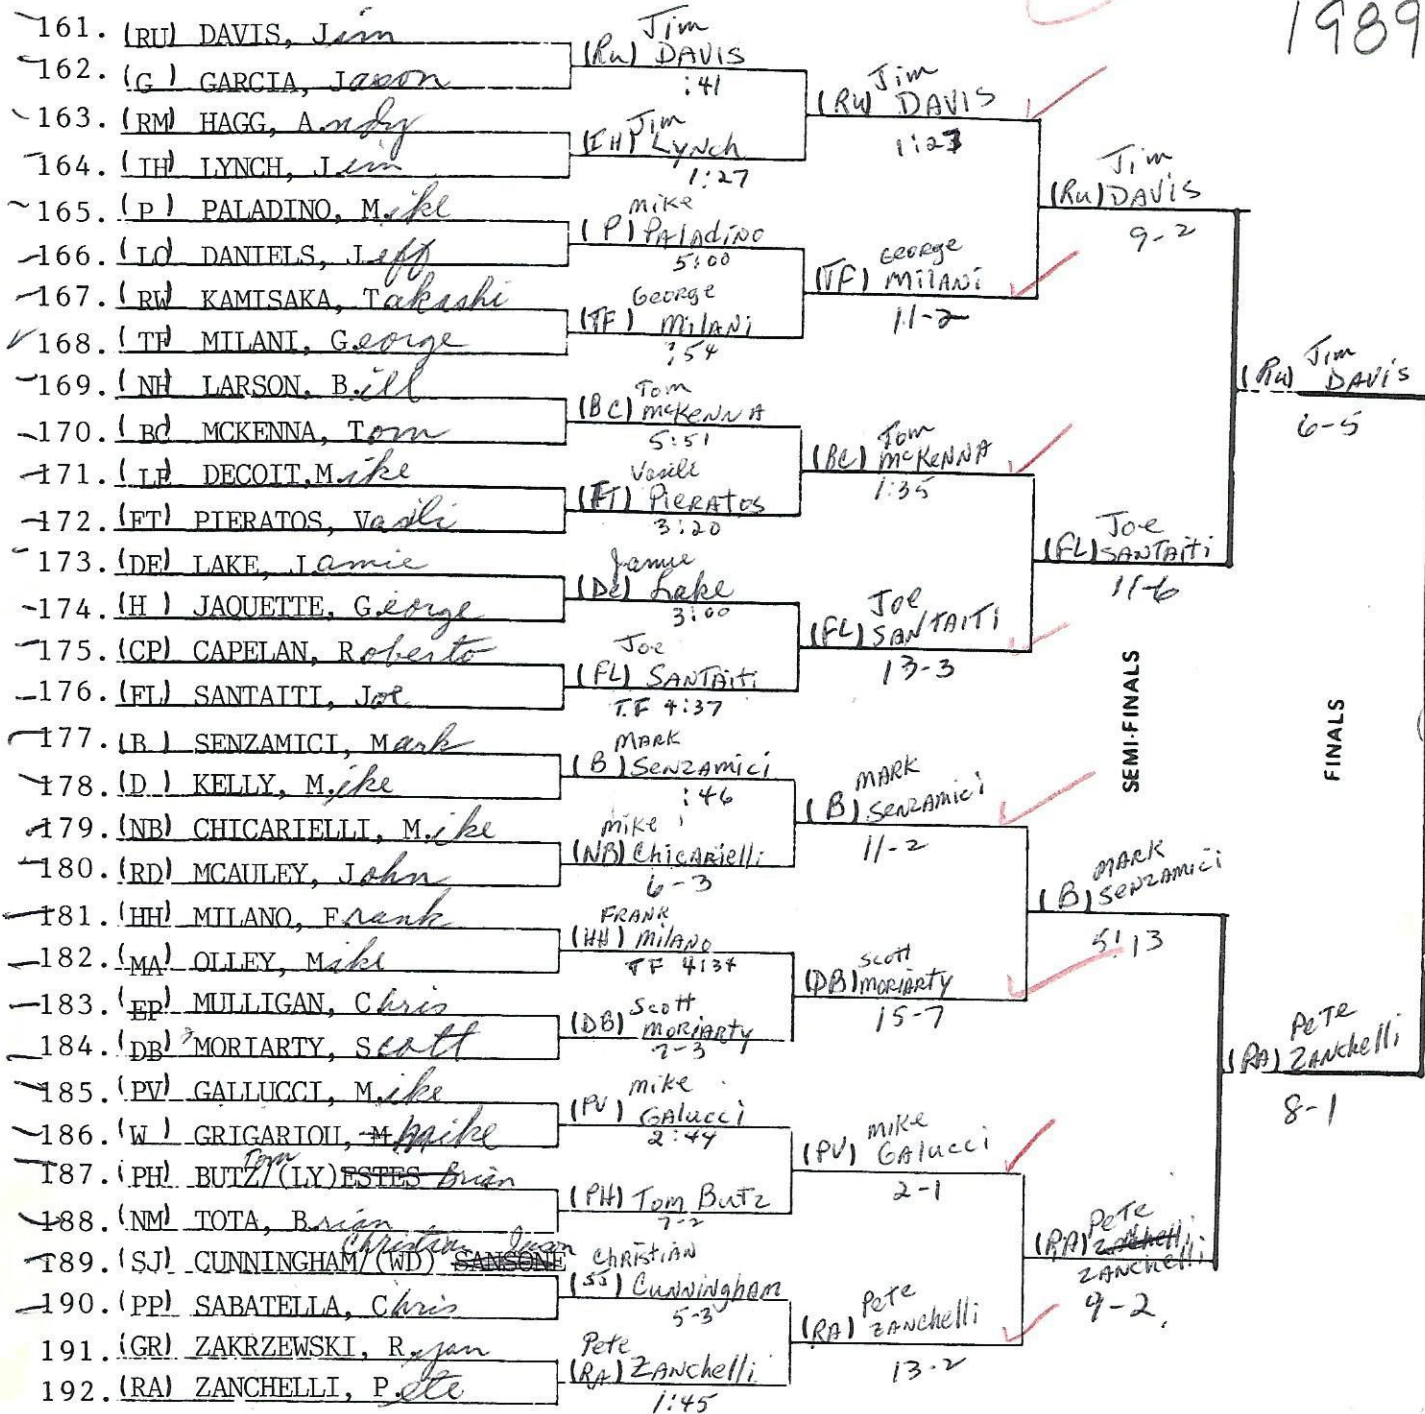 1989
161. (RU) DAVIS, Jim
162. (G ) GARCIA, Jason
163. (RM) HAGG, Andy
164. (IH) LYNCH, Jim
165. (P ) PALADINO, Mike
166. (LO) DANIELS, Jeff
167. (RW) KAMISAKA, Takashi
168. (TF) MILANI, George
169. (NH) LARSON, Bill
170. (BC) MCKENNA, Tom
171. (LF) DECOIT, Mike
172. (FT) PIERATOS, Vasili
173. (DE) LAKE, Jamie
174. (H ) JAQUETTE, George
175. (CP) CAPELAN, Roberto
176. (FL) SANTAITI, Joe
177. (B ) SENZAMICI, Mark
178. (D ) KELLY, Mike
179. (NB) CHICARIELLI, Mike
180. (RD) MCAULEY, John
181. (HH) MILANO, Frank
182. (MA) OLLEY, Mike
183. (EP) MULLIGAN, Chris
184. (DB) MORIARTY, Scott
185. (PV) GALLUCCI, Mike
186. (W ) GRIGARIOU, Mike
187. (PH) BUTZ/(LY) ESTES Brian
Tom
188. (NM) TOTA, Brian
Christian Jason
189. (SJ) CUNNINGHAM/(WD) SANSONE
190. (PP) SABATELLA, Chris
191. (GR) ZAKRZEWSKI, Ryan
192. (RA) ZANCHELLI, Pete
Jim
(RU) DAVIS
:41
Jim
(IH) Lynch
1:27
Mike
(P) PALADINO
5:00
George
(TF) MILANI
:54
Tom
(BC) McKENNA
5:51
Vasili
(FT) PIERATOS
3:20
Jamie
(DE) Lake
3:00
Joe
(FL) SANTAITI
T.F 4:37
MARK
(B) SENZAMICI
:46
Mike
(NB) Chicarielli
6-3
FRANK
(HH) MILANO
TF 4:34
Scott
(DB) MORIARTY
7-3
Mike
(PV) GALUCCI
2:44
(PH) Tom Butz
7-2
CHRISTIAN
(SJ) Cunningham
5-3
Pete
(RA) ZANCHELLI
1:45
Jim
(RU) DAVIS
1:23
George
(TF) MILANI
11-2
Tom
(BC) McKENNA
1:35
Joe
(FL) SANTAITI
13-3
MARK
(B) SENZAMICI
11-2
Scott
(DB) MORIARTY
15-7
Mike
(PV) GALUCCI
2-1
Pete
(RA) ZANCHELLI
13-2
Jim
(RU) DAVIS
9-2
Joe
(FL) SANTAITI
11-6
MARK
(B) SENZAMICI
5:13
Pete
(RA) ZANCHELLI
9-2
SEMI-FINALS
Jim
(RU) DAVIS
6-5
Pete
(RA) ZANCHELLI
8-1
FINALS